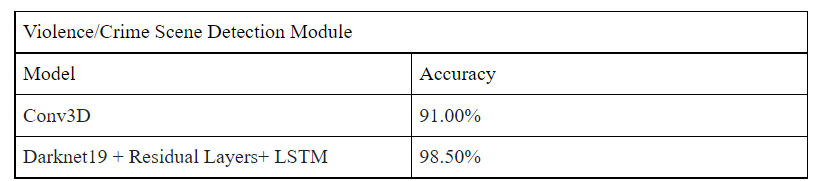 Violence/Crime Scene Detection Module
Model Accuracy
Conv3D 91.00%
Darknet19 + Residual Layers+ LSTM 98.50%